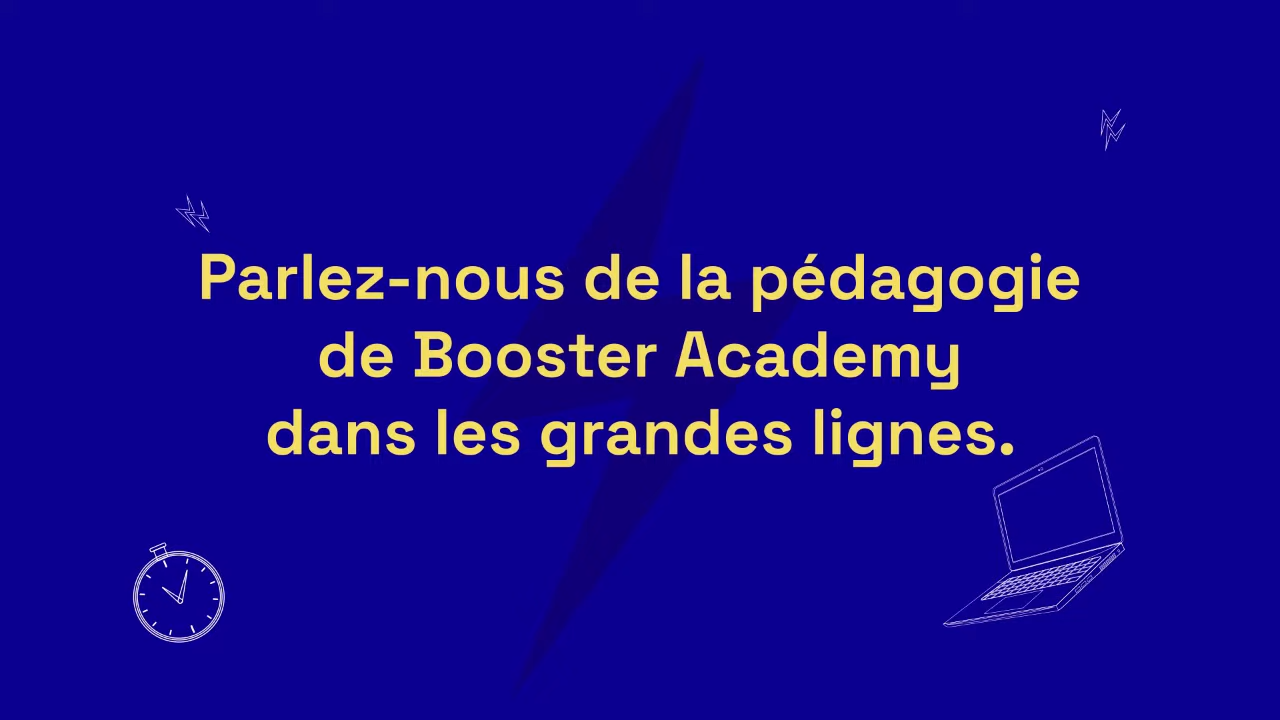 Parlez-nous de la pédagogie
de Booster Academy
dans les grandes lignes.